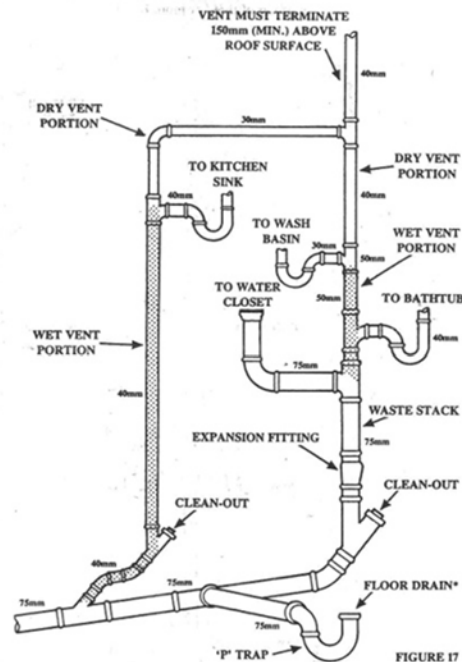 VENT MUST TERMINATE
150mm (MIN.) ABOVE
ROOF SURFACE
40mm
30mm
DRY VENT
PORTION
TO KITCHEN
SINK
40mm
DRY VENT
PORTION
40mm
TO WASH
BASIN
30mm
50mm
WET VENT
PORTION
TO WATER
CLOSET
50mm
TO BATHTUB
40mm
WET VENT
PORTION
40mm
75mm
WASTE STACK
75mm
EXPANSION FITTING
CLEAN-OUT
CLEAN-OUT
40mm
75mm
75mm
FLOOR DRAIN*
75mm
'P' TRAP
FIGURE 17